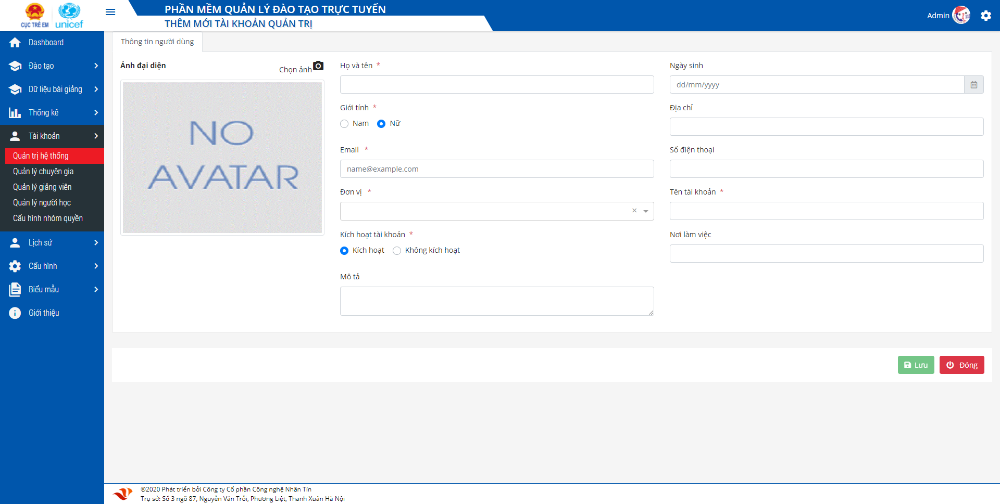 CỤC TRẺ EM
unicef
PHẦN MỀM QUẢN LÝ ĐÀO TẠO TRỰC TUYẾN
THÊM MỚI TÀI KHOẢN QUẢN TRỊ
Admin
Dashboard
Đào tạo
Dữ liệu bài giảng
Thống kê
Tài khoản
Quản trị hệ thống
Quản lý chuyên gia
Quản lý giảng viên
Quản lý người học
Cấu hình nhóm quyền
Lịch sử
Cấu hình
Biểu mẫu
Giới thiệu
Thông tin người dùng
Ảnh đại diện
Chọn ảnh
NO
AVATAR
Họ và tên *
Giới tính *
Nam Nữ
Email *
name@example.com
Đơn vị *
Kích hoạt tài khoản *
Kích hoạt Không kích hoạt
Mô tả
Ngày sinh
dd/mm/yyyy
Địa chỉ
Số điện thoại
Tên tài khoản *
Nơi làm việc
Lưu
Đóng
©2020 Phát triển bởi Công ty Cổ phần Công nghệ Nhân Tín
Trụ sở: Số 3 ngõ 87, Nguyễn Văn Trỗi, Phương Liệt, Thanh Xuân Hà Nội